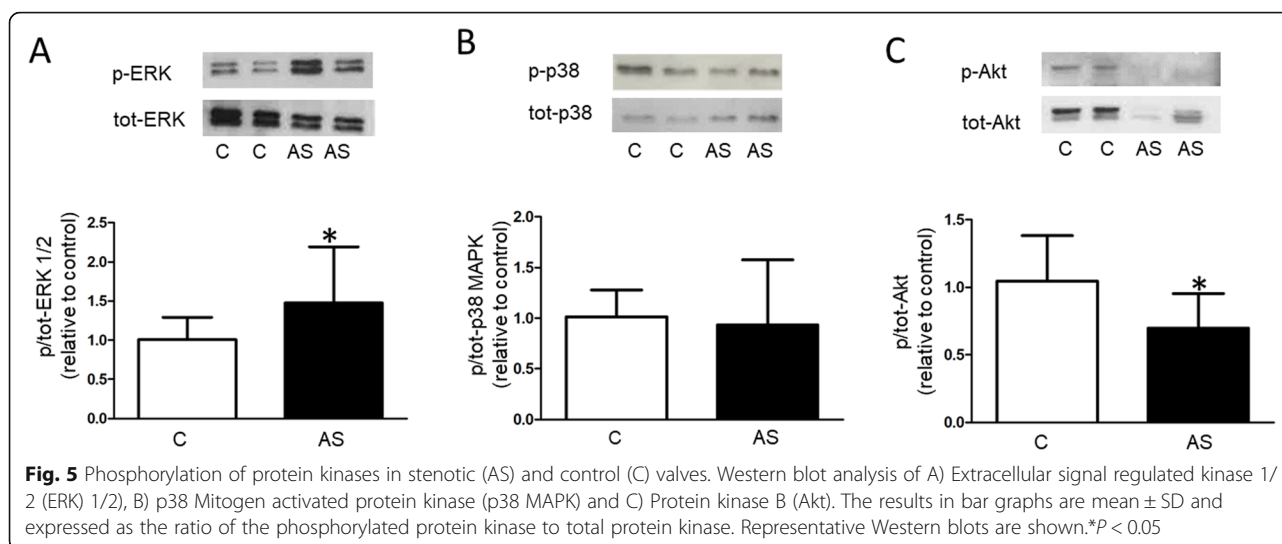 A
p-ERK
tot-ERK
C C AS AS
2.5
2.0
1.5
1.0
0.5
0.0
*
p/tot-ERK 1/2
(relative to control)
C AS
B
p-p38
tot-p38
C C AS AS
2.0
1.5
1.0
0.5
0.0
p/tot-p38 MAPK
(relative to control)
C AS
C
p-Akt
tot-Akt
C C AS AS
1.5
1.0
0.5
0.0
*
p/tot-Akt
(relative to control)
C AS
Fig. 5 Phosphorylation of protein kinases in stenotic (AS) and control (C) valves. Western blot analysis of A) Extracellular signal regulated kinase 1/
2 (ERK) 1/2), B) p38 Mitogen activated protein kinase (p38 MAPK) and C) Protein kinase B (Akt). The results in bar graphs are mean ± SD and
expressed as the ratio of the phosphorylated protein kinase to total protein kinase. Representative Western blots are shown.*P < 0.05